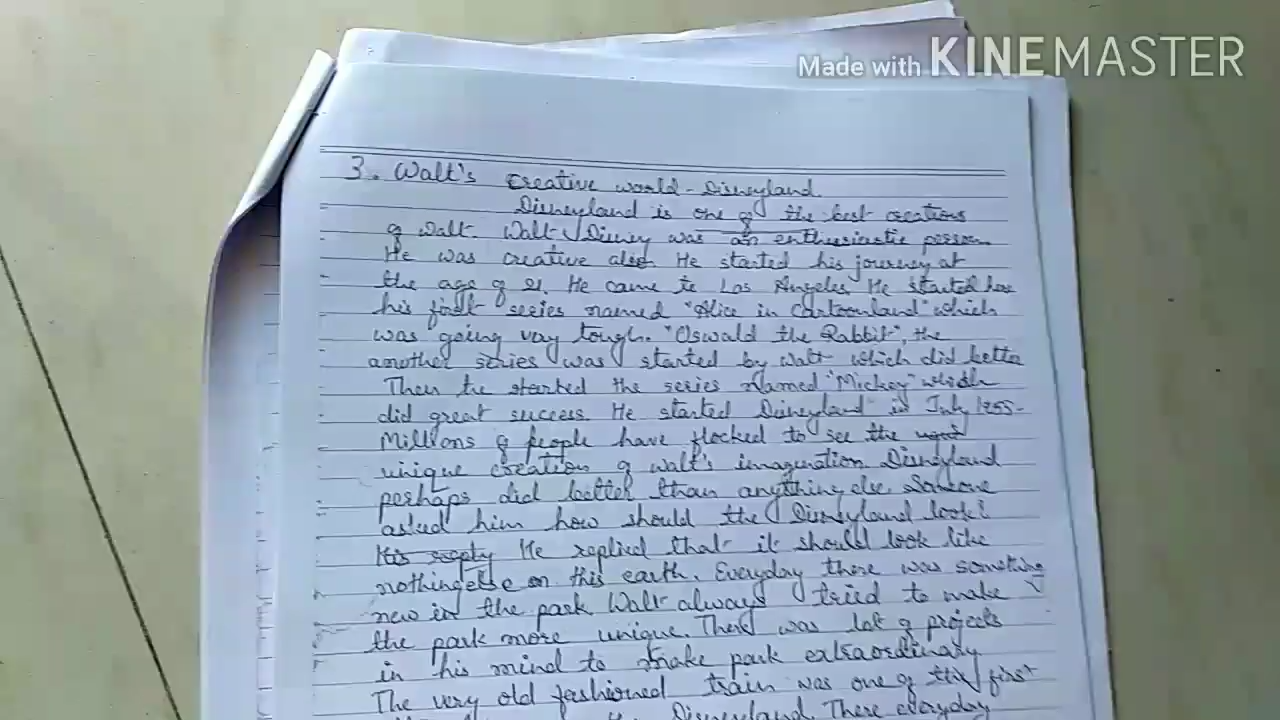 Made with KINEMASTER
3. Walt's creative world - Disneyland.
Disneyland is one of the best creations
of Walt. Walt Disney was an enthusiastic person.
He was creative also. He started his journey at
the age of 21. He came to Los Angeles. He started here
his first series named "Alice in Cartoonland" which
was going very tough. "Oswald the Rabbit", the
another series was started by Walt which did better
Then he started the series named "Mickey" which
did great success. He started Disneyland in July 1955.
Millions of people have flocked to see the
unique creation of Walt's imagination. Disneyland
perhaps did better than anything else. Someone
asked him how should the Disneyland look?
His reply He replied that it should look like
nothing else on this earth. Everyday there was something
new in the park. Walt always tried to make
the park more unique. There was lot of projects
in his mind to make park extraordinary
The very old fashioned train was one of the first
Disneyland. There everyday